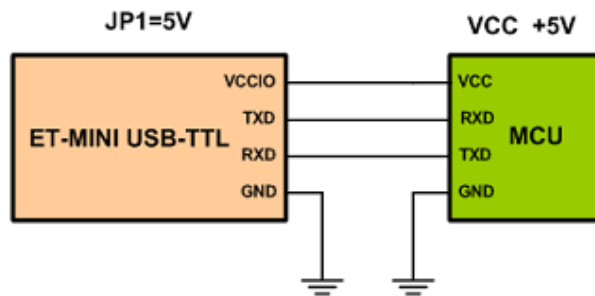 JP1=5V
VCC +5V
ET-MINI USB-TTL
VCCIO
TXD
RXD
GND
VCC
RXD
TXD
GND
MCU